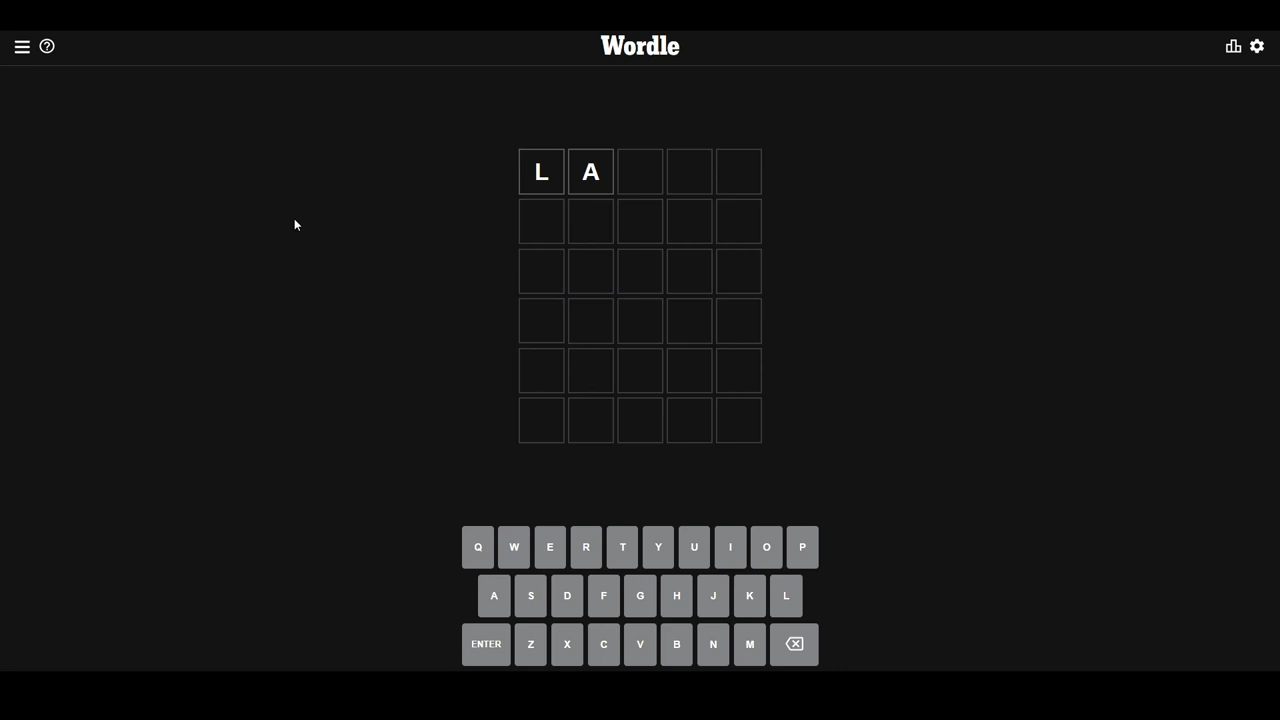 Wordle
L A
Q W E R T Y U I O P
A S D F G H J K L
ENTER Z X C V B N M